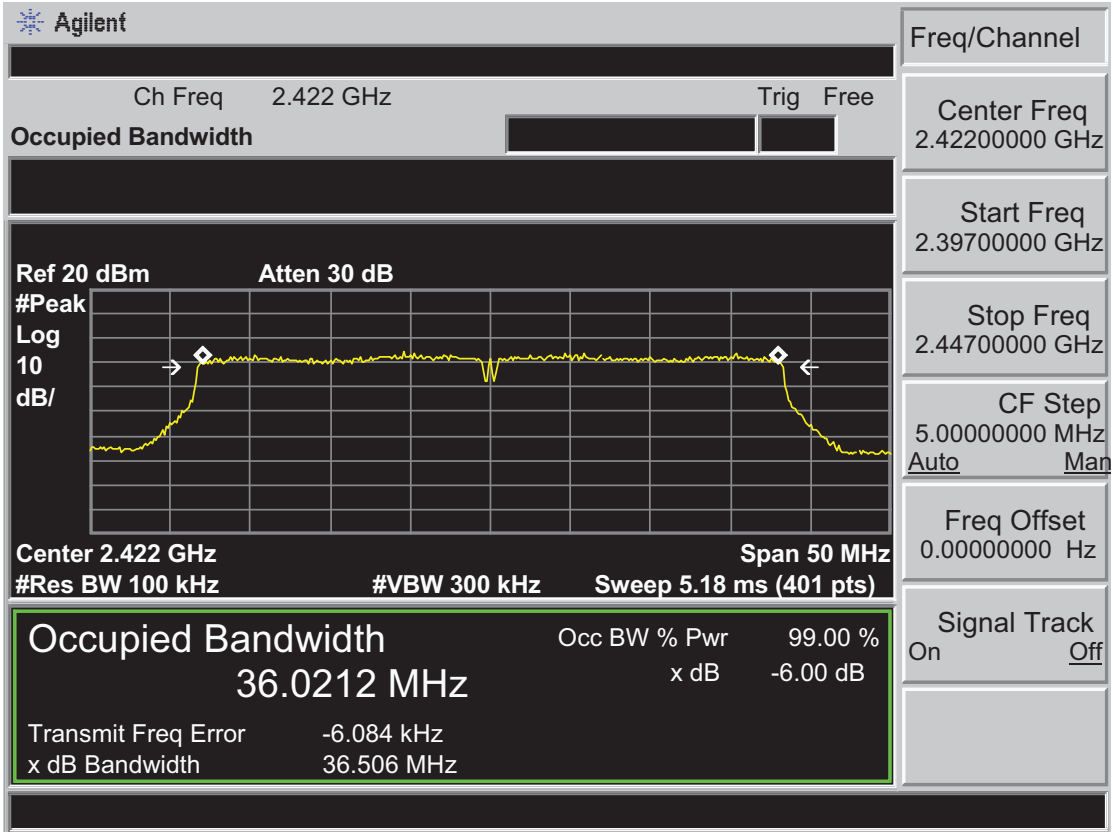 Agilent
Freq/Channel
Ch Freq 2.422 GHz Trig Free
Occupied Bandwidth
Center Freq
2.42200000 GHz
Start Freq
2.39700000 GHz
Stop Freq
2.44700000 GHz
CF Step
5.00000000 MHz
Auto Man
Freq Offset
0.00000000 Hz
Signal Track
On Off
Ref 20 dBm Atten 30 dB
#Peak
Log
10
dB/
Center 2.422 GHz Span 50 MHz
#Res BW 100 kHz #VBW 300 kHz Sweep 5.18 ms (401 pts)
Occupied Bandwidth Occ BW % Pwr 99.00 %
36.0212 MHz x dB -6.00 dB
Transmit Freq Error -6.084 kHz
x dB Bandwidth 36.506 MHz